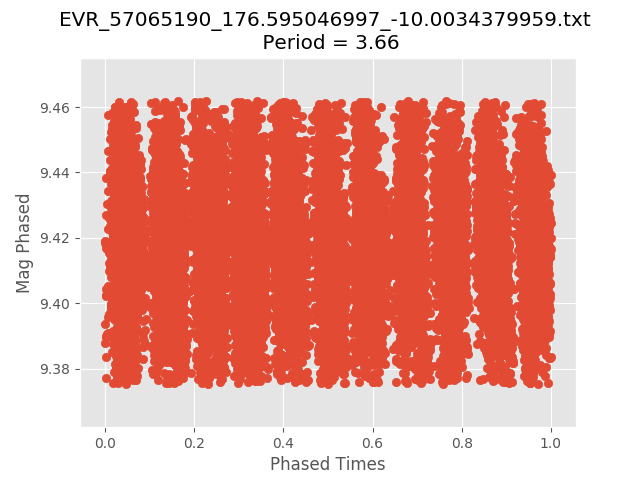 EVR_57065190_176.595046997_-10.0034379959.txt
Period = 3.66
9.46
9.44
9.42
9.40
9.38
Mag Phased
0.0 0.2 0.4 0.6 0.8 1.0
Phased Times